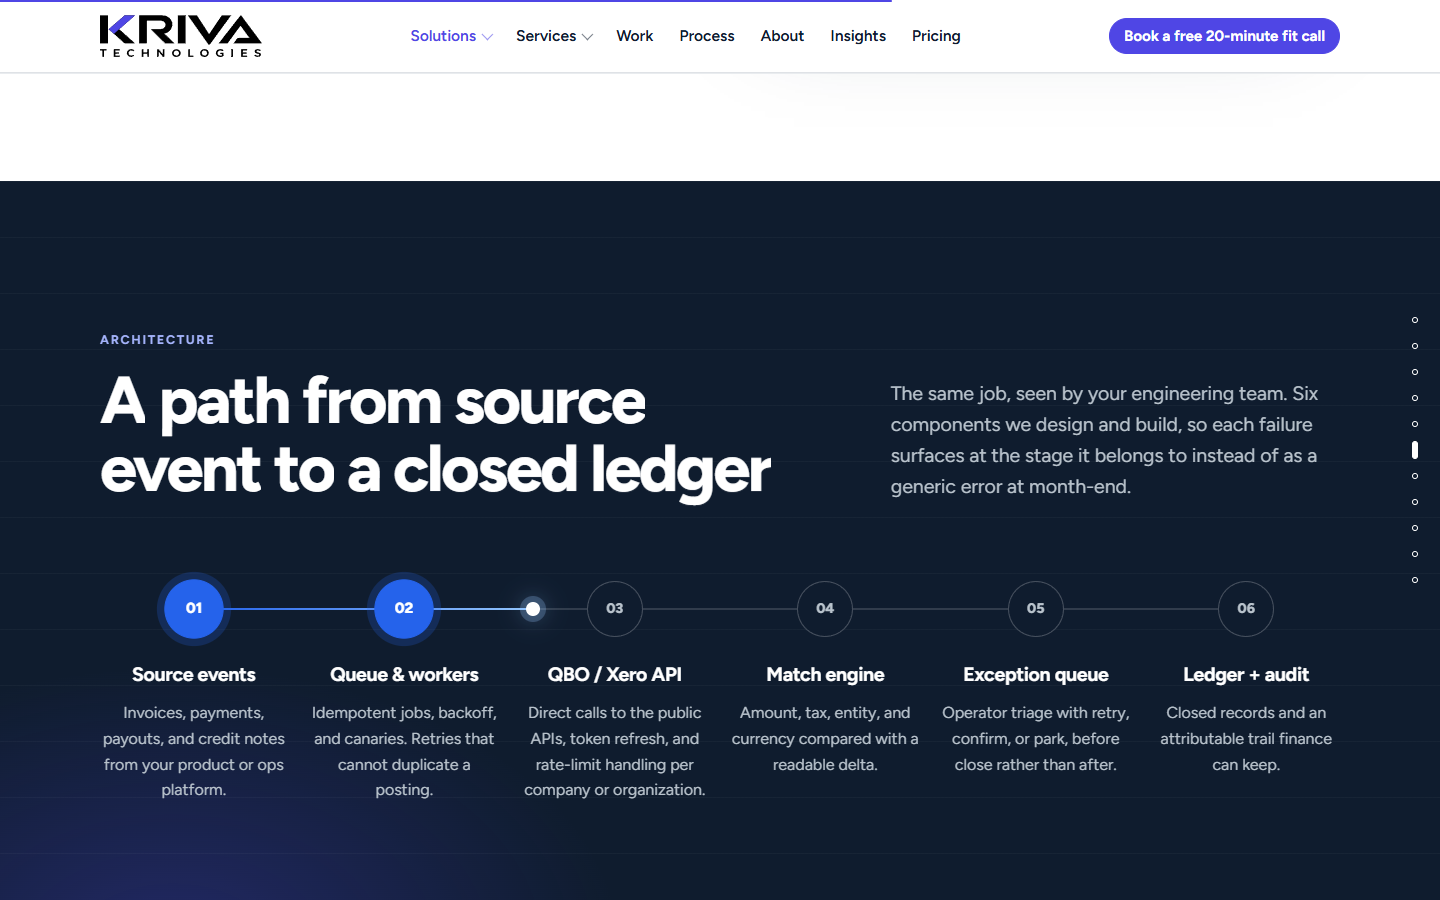 KRIVA
TECHNOLOGIES
Solutions
Services
Work
Process
About
Insights
Pricing
Book a free 20-minute fit call
ARCHITECTURE
A path from source
event to a closed ledger
The same job, seen by your engineering team. Six
components we design and build, so each failure
surfaces at the stage it belongs to instead of as a
generic error at month-end.
01
02
03
04
05
06
Source events
Invoices, payments,
payouts, and credit notes
from your product or ops
platform.
Queue & workers
Idempotent jobs, backoff,
and canaries. Retries that
cannot duplicate a
posting.
QBO / Xero API
Direct calls to the public
APIs, token refresh, and
rate-limit handling per
company or organization.
Match engine
Amount, tax, entity, and
currency compared with a
readable delta.
Exception queue
Operator triage with retry,
confirm, or park, before
close rather than after.
Ledger + audit
Closed records and an
attributable trail finance
can keep.